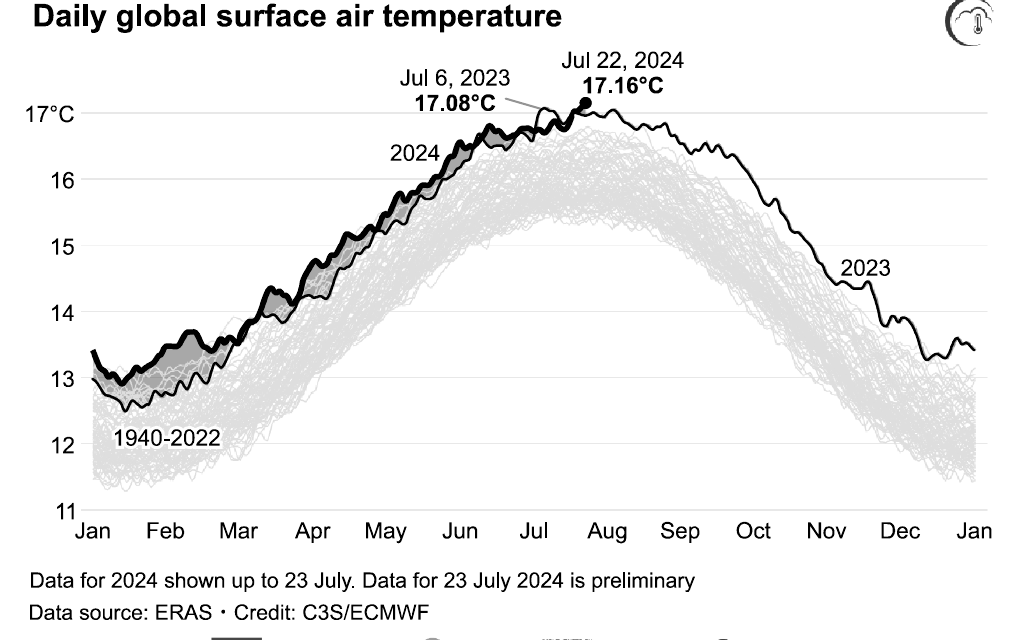 Daily global surface air temperature
Jul 22, 2024
17.16°C
Jul 6, 2023
17.08°C
17°C
2024
16
15
2023
14
13
1940-2022
12
11
Jan Feb Mar Apr May Jun Jul Aug Sep Oct Nov Dec Jan
Data for 2024 shown up to 23 July. Data for 23 July 2024 is preliminary
Data source: ERAS・Credit: C3S/ECMWF